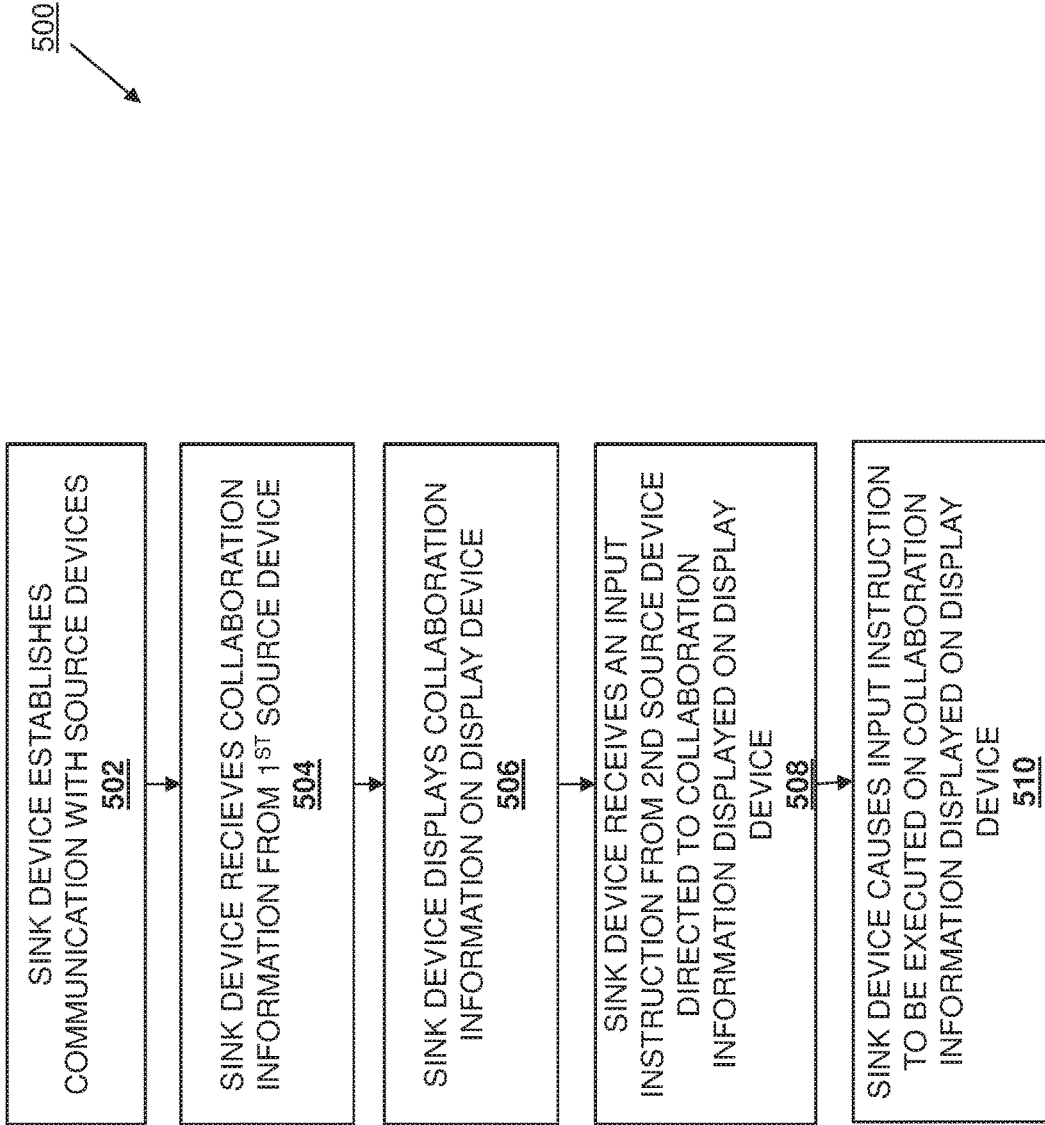 500
SINK DEVICE ESTABLISHES
COMMUNICATION WITH SOURCE DEVICES
502
SINK DEVICE RECIEVES COLLABORATION
INFORMATION FROM 1ST SOURCE DEVICE
504
SINK DEVICE DISPLAYS COLLABORATION
INFORMATION ON DISPLAY DEVICE
506
SINK DEVICE RECEIVES AN INPUT
INSTRUCTION FROM 2ND SOURCE DEVICE
DIRECTED TO COLLABORATION
INFORMATION DISPLAYED ON DISPLAY
DEVICE
508
SINK DEVICE CAUSES INPUT INSTRUCTION
TO BE EXECUTED ON COLLABORATION
INFORMATION DISPLAYED ON DISPLAY
DEVICE
510